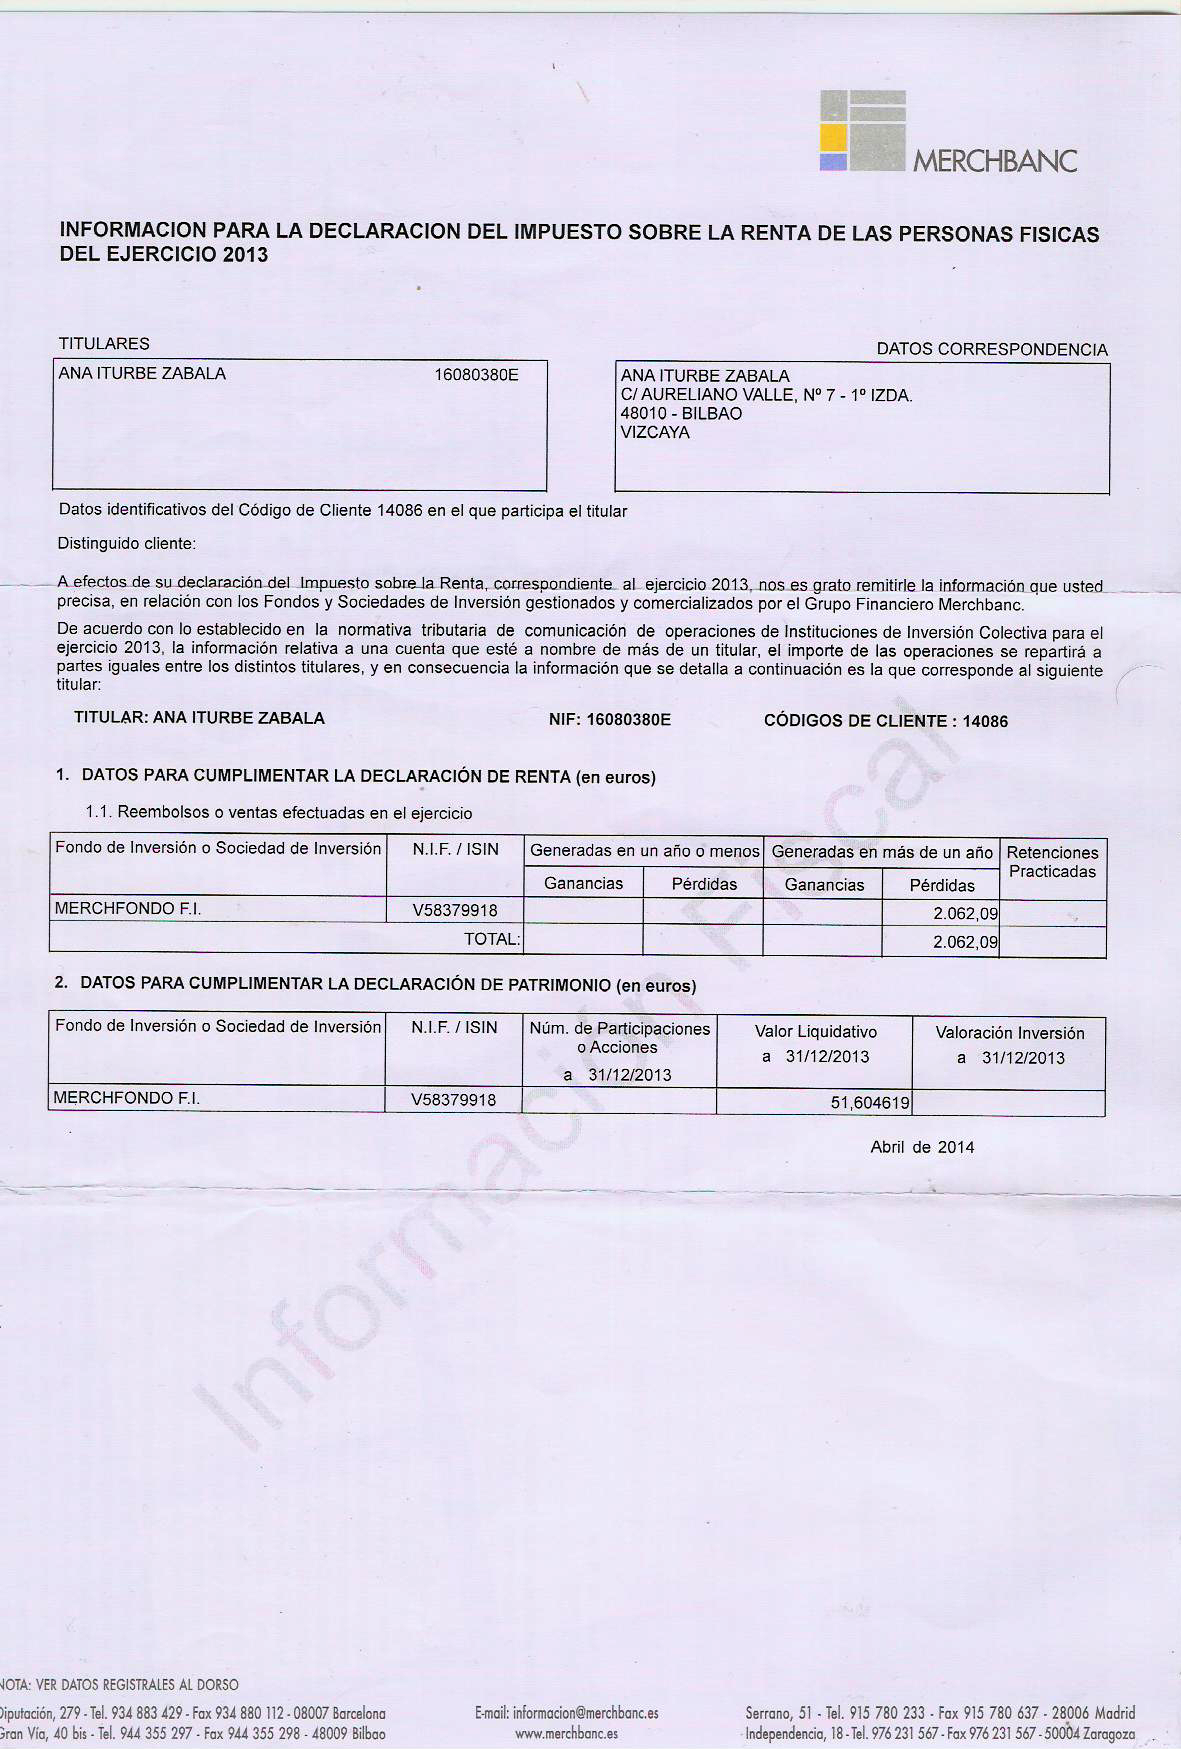 MERCHBANC
INFORMACION PARA LA DECLARACION DEL IMPUESTO SOBRE LA RENTA DE LAS PERSONAS FISICAS
DEL EJERCICIO 2013
TITULARES
ANA ITURBE ZABALA 16080380E
DATOS CORRESPONDENCIA
ANA ITURBE ZABALA
C/ AURELIANO VALLE, Nº 7 - 1º IZDA.
48010 - BILBAO
VIZCAYA
Datos identificativos del Código de Cliente 14086 en el que participa el titular
Distinguido cliente:
A efectos de su declaración del Impuesto sobre la Renta, correspondiente al ejercicio 2013, nos es grato remitirle la información que usted
precisa, en relación con los Fondos y Sociedades de Inversión gestionados y comercializados por el Grupo Financiero Merchbanc.
De acuerdo con lo establecido en la normativa tributaria de comunicación de operaciones de Instituciones de Inversión Colectiva para el
ejercicio 2013, la información relativa a una cuenta que esté a nombre de más de un titular, el importe de las operaciones se repartirá a
partes iguales entre los distintos titulares, y en consecuencia la información que se detalla a continuación es la que corresponde al siguiente
titular:
TITULAR: ANA ITURBE ZABALA NIF: 16080380E CÓDIGOS DE CLIENTE : 14086
1. DATOS PARA CUMPLIMENTAR LA DECLARACIÓN DE RENTA (en euros)
1.1. Reembolsos o ventas efectuadas en el ejercicio
Fondo de Inversión o Sociedad de Inversión N.I.F. / ISIN Generadas en un año o menos Generadas en más de un año Retenciones
Practicadas
Ganancias Pérdidas Ganancias Pérdidas
MERCHFONDO F.I. V58379918 2.062,09
TOTAL: 2.062,09
2. DATOS PARA CUMPLIMENTAR LA DECLARACIÓN DE PATRIMONIO (en euros)
Fondo de Inversión o Sociedad de Inversión N.I.F. / ISIN Núm. de Participaciones Valor Liquidativo Valoración Inversión
o Acciones a 31/12/2013 a 31/12/2013
a 31/12/2013
MERCHFONDO F.I. V58379918 51,604619
Abril de 2014
Información Fiscal
NOTA: VER DATOS REGISTRALES AL DORSO
Diputación, 279 - Tel. 934 883 429 - Fax 934 880 112 - 08007 Barcelona
Gran Vía, 40 bis - Tel. 944 355 297 - Fax 944 355 298 - 48009 Bilbao
E-mail: informacion@merchbanc.es
www.merchbanc.es
Serrano, 51 - Tel. 915 780 233 - Fax 915 780 637 - 28006 Madrid
Independencia, 18 - Tel. 976 231 567 - Fax 976 231 567 - 50004 Zaragoza